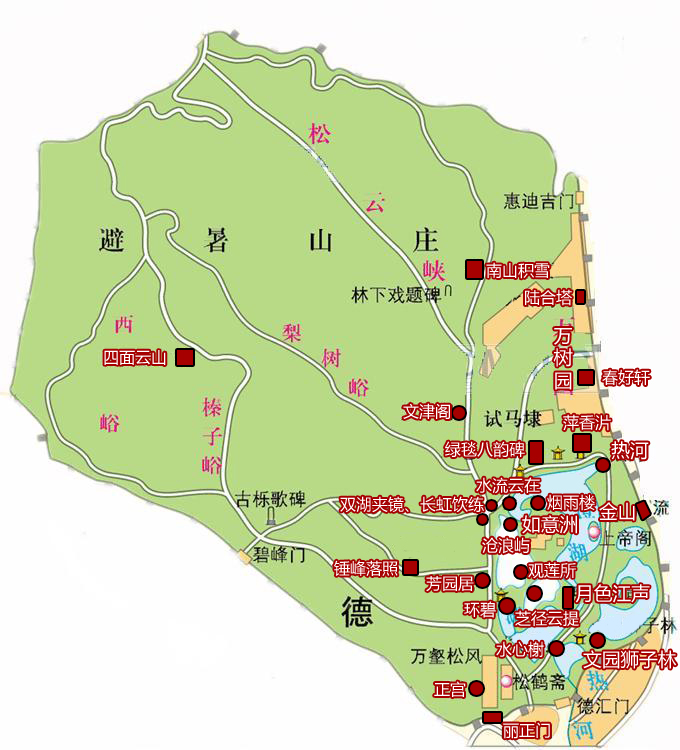 松
云
峡
惠迪吉门
避暑山庄
南山积雪
林下戏题碑
陆合塔
万树园
西峪
四面云山
梨树峪
春好轩
榛子峪
文津阁
试马埭
萍香沜
绿毯八韵碑
热河
水流云在
古栎歌碑
双湖夹镜、长虹饮练
烟雨楼
金山
流
如意洲
上帝阁
湖
沧浪屿
碧峰门
锤峰落照
观莲所
芳园居
月色江声
环碧
芝径云提
德
子林
水心榭
文园狮子林
万壑松风
正宫
松鹤斋
热河
德汇门
丽正门